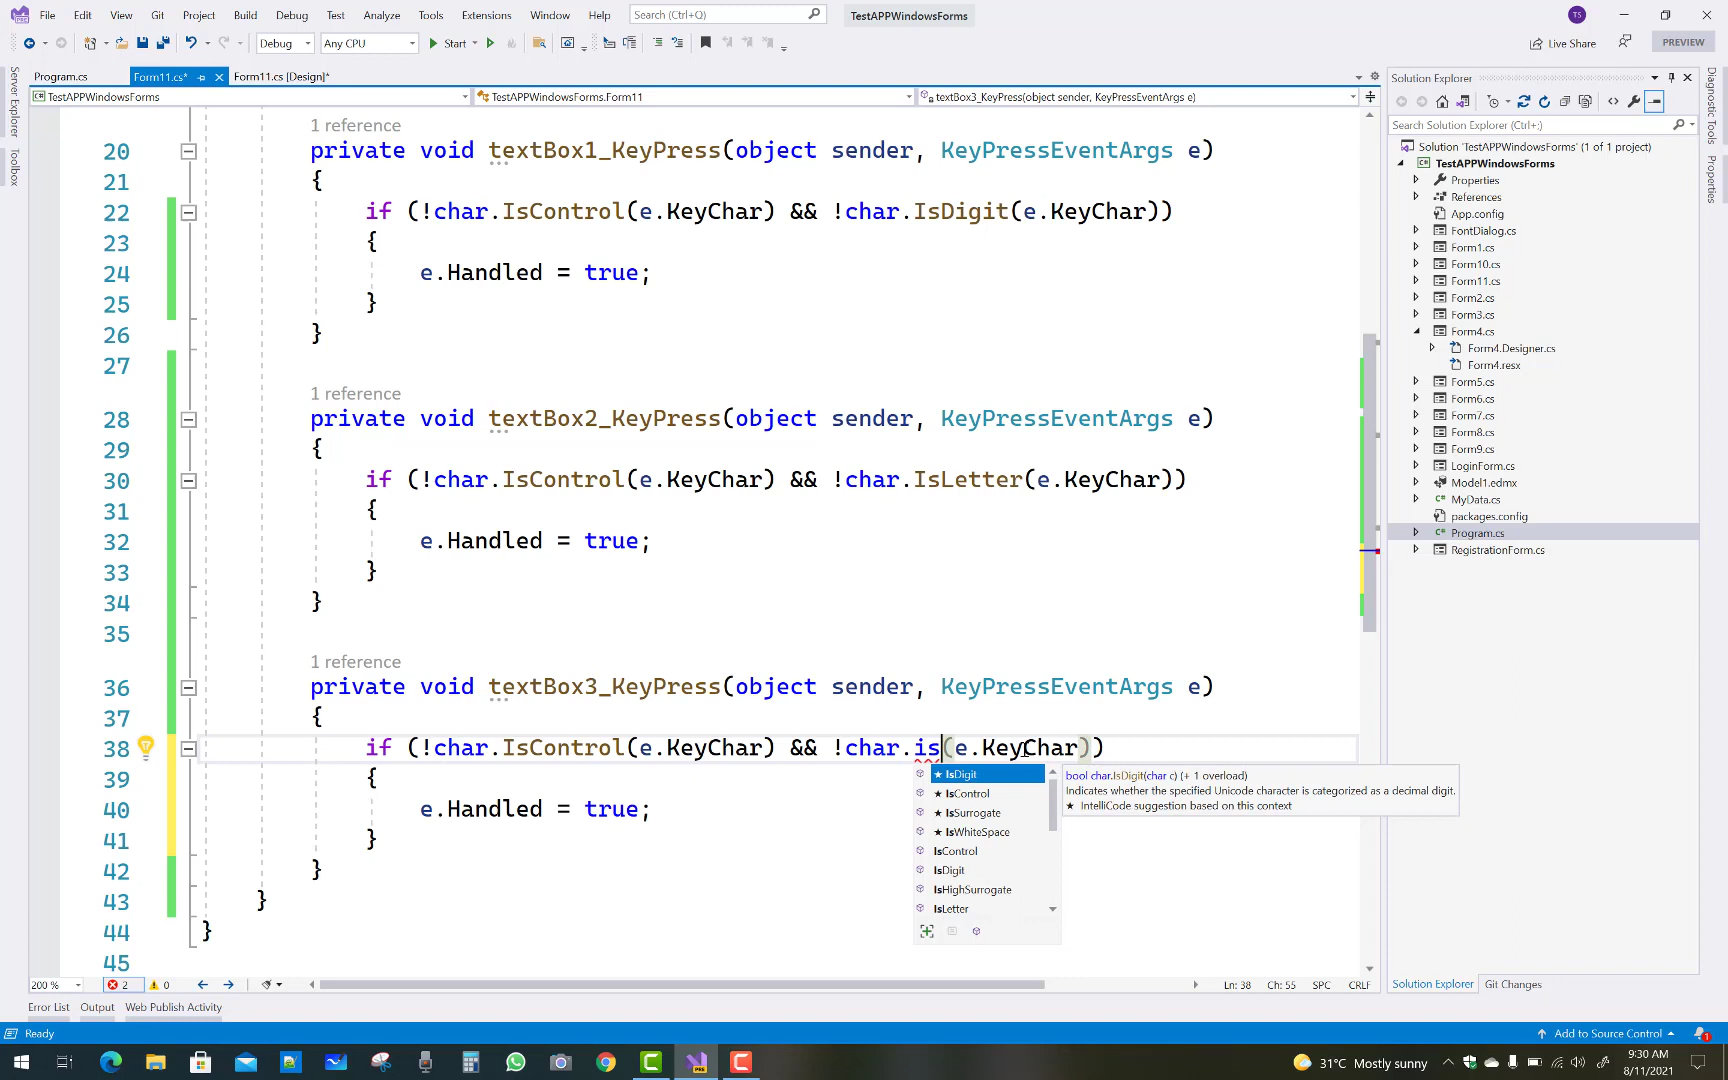 File Edit View Git Project Build Debug Test Analyze Tools Extensions Window Help Search (Ctrl+Q) TestAPPWindowsForms TS
Debug Any CPU Start Live Share PREVIEW
Program.cs Form11.cs* Form11.cs [Design]*
TestAPPWindowsForms TestAPPWindowsForms.Form11 textBox3_KeyPress(object sender, KeyPressEventArgs e)
Server Explorer
Toolbox
1 reference
20 private void textBox1_KeyPress(object sender, KeyPressEventArgs e)
21 {
22 if (!char.IsControl(e.KeyChar) && !char.IsDigit(e.KeyChar))
23 {
24 e.Handled = true;
25 }
26 }
27
1 reference
28 private void textBox2_KeyPress(object sender, KeyPressEventArgs e)
29 {
30 if (!char.IsControl(e.KeyChar) && !char.IsLetter(e.KeyChar))
31 {
32 e.Handled = true;
33 }
34 }
35
1 reference
36 private void textBox3_KeyPress(object sender, KeyPressEventArgs e)
37 {
38 if (!char.IsControl(e.KeyChar) && !char.is(e.KeyChar))
39 {
40 e.Handled = true;
41 }
42 }
43 }
44 }
45
★ IsDigit
★ IsControl
★ IsSurrogate
★ IsWhiteSpace
IsControl
IsDigit
IsHighSurrogate
IsLetter
bool char.IsDigit(char c) (+ 1 overload)
Indicates whether the specified Unicode character is categorized as a decimal digit.
★ IntelliCode suggestion based on this context
200 % 2 0 Ln: 38 Ch: 55 SPC CRLF
Error List Output Web Publish Activity
Solution Explorer
Search Solution Explorer (Ctrl+;)
Solution 'TestAPPWindowsForms' (1 of 1 project)
TestAPPWindowsForms
Properties
References
App.config
FontDialog.cs
Form1.cs
Form10.cs
Form11.cs
Form2.cs
Form3.cs
Form4.cs
Form4.Designer.cs
Form4.resx
Form5.cs
Form6.cs
Form7.cs
Form8.cs
Form9.cs
LoginForm.cs
Model1.edmx
MyData.cs
packages.config
Program.cs
RegistrationForm.cs
Solution Explorer Git Changes
Diagnostic Tools
Properties
Ready Add to Source Control 1
31°C Mostly sunny 9:30 AM
8/11/2021